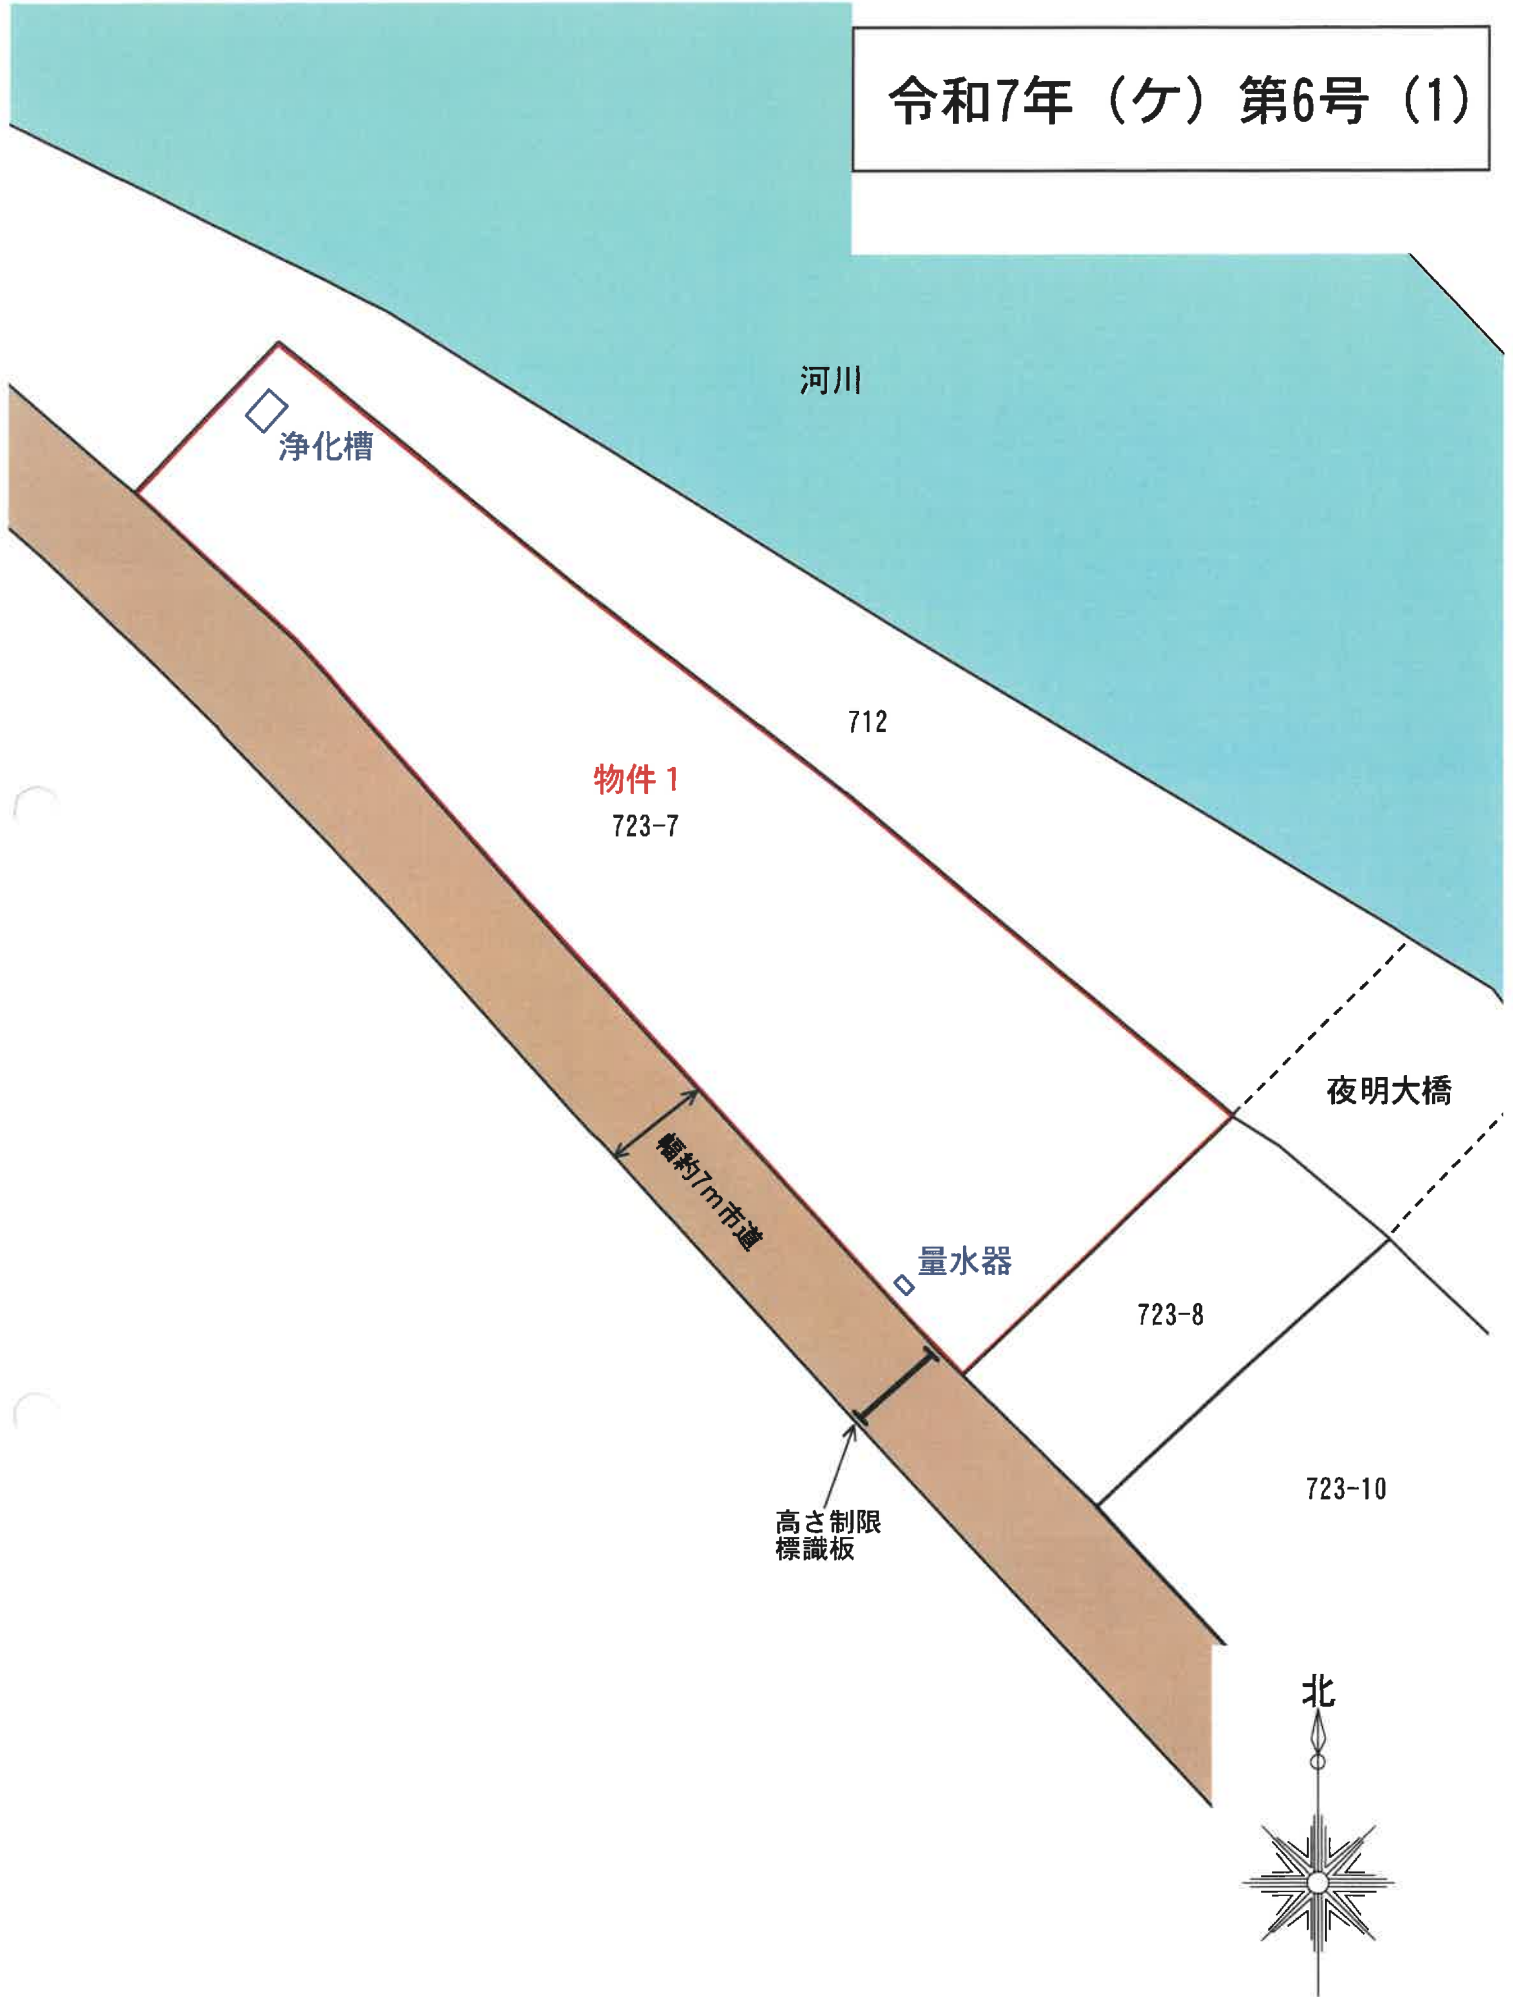 令和7年（ケ）第6号（1）
河川
浄化槽
712
物件1
723-7
夜明大橋
幅約7m市道
量水器
723-8
723-10
高さ制限
標識板
北